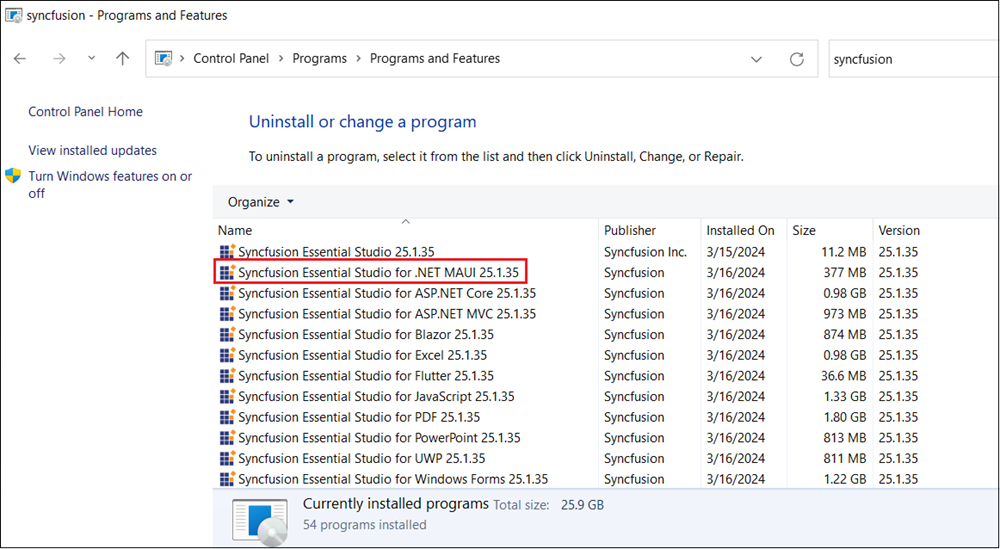 syncfusion - Programs and Features
Control Panel > Programs > Programs and Features
syncfusion
Control Panel Home
View installed updates
Turn Windows features on or
off
Uninstall or change a program
To uninstall a program, select it from the list and then click Uninstall, Change, or Repair.
Organize
Name Publisher Installed On Size Version
Syncfusion Essential Studio 25.1.35 Syncfusion Inc. 3/15/2024 11.2 MB 25.1.35
Syncfusion Essential Studio for .NET MAUI 25.1.35 Syncfusion 3/16/2024 377 MB 25.1.35
Syncfusion Essential Studio for ASP.NET Core 25.1.35 Syncfusion 3/16/2024 0.98 GB 25.1.35
Syncfusion Essential Studio for ASP.NET MVC 25.1.35 Syncfusion 3/16/2024 973 MB 25.1.35
Syncfusion Essential Studio for Blazor 25.1.35 Syncfusion 3/16/2024 874 MB 25.1.35
Syncfusion Essential Studio for Excel 25.1.35 Syncfusion 3/16/2024 0.98 GB 25.1.35
Syncfusion Essential Studio for Flutter 25.1.35 Syncfusion 3/16/2024 36.6 MB 25.1.35
Syncfusion Essential Studio for JavaScript 25.1.35 Syncfusion 3/16/2024 1.33 GB 25.1.35
Syncfusion Essential Studio for PDF 25.1.35 Syncfusion 3/16/2024 1.80 GB 25.1.35
Syncfusion Essential Studio for PowerPoint 25.1.35 Syncfusion 3/16/2024 813 MB 25.1.35
Syncfusion Essential Studio for UWP 25.1.35 Syncfusion 3/16/2024 811 MB 25.1.35
Syncfusion Essential Studio for Windows Forms 25.1.35 Syncfusion 3/16/2024 1.22 GB 25.1.35
Currently installed programs Total size: 25.9 GB
54 programs installed